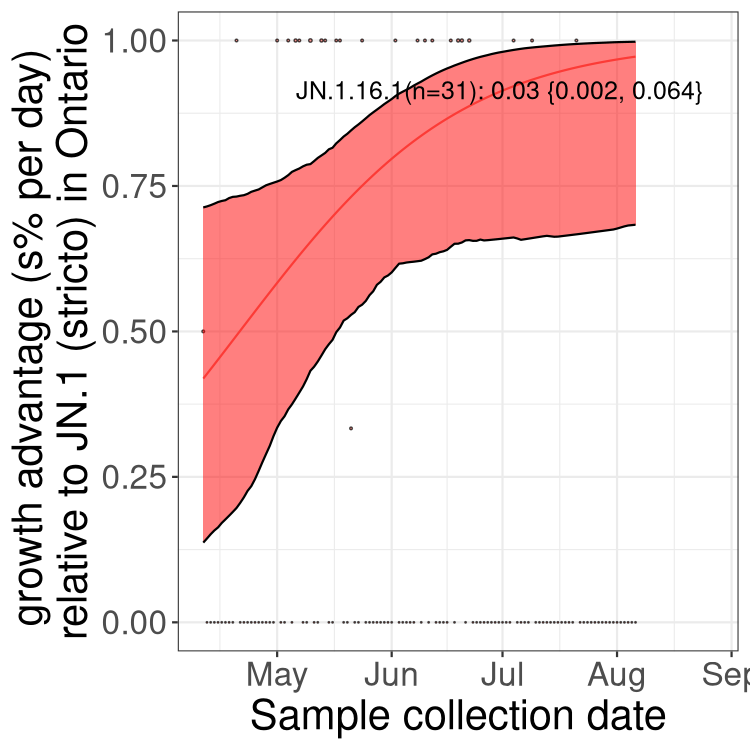 growth advantage (s% per day)
relative to JN.1 (stricto) in Ontario
1.00
0.75
0.50
0.25
0.00
JN.1.16.1(n=31): 0.03 {0.002, 0.064}
May Jun Jul Aug Sep
Sample collection date